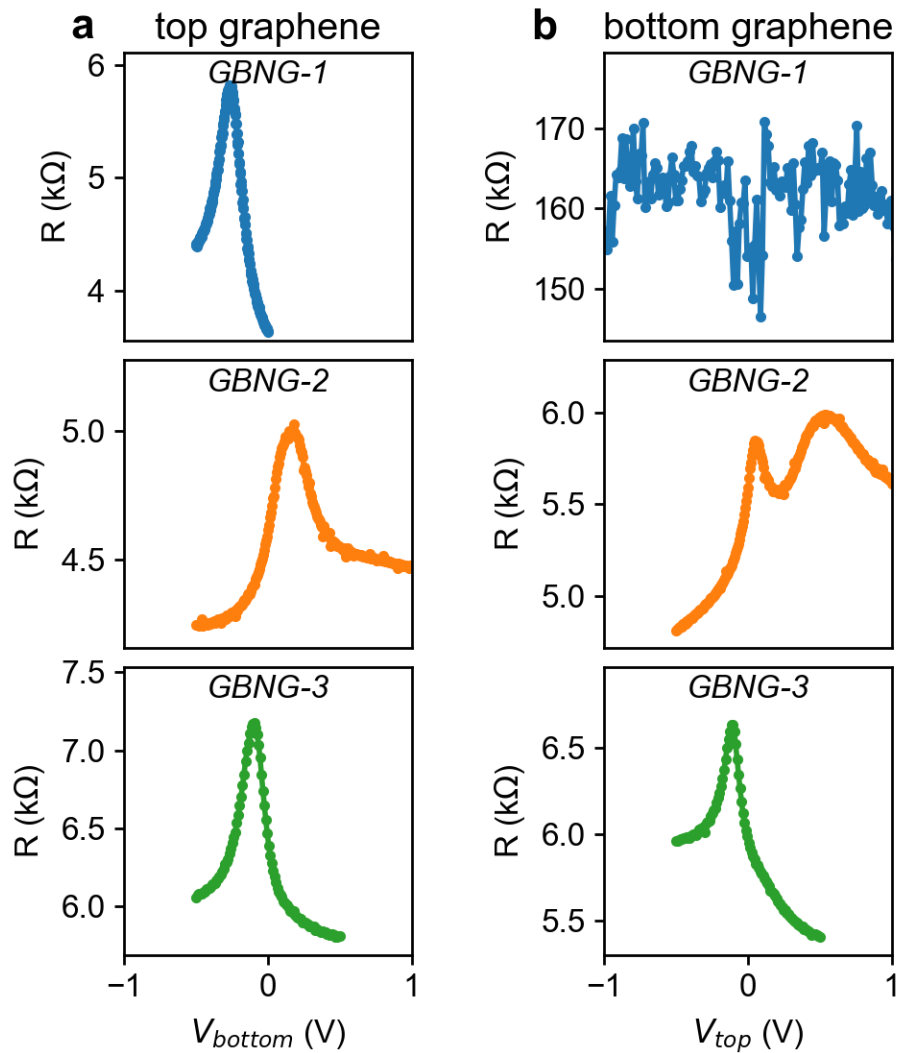 a top graphene
b bottom graphene
GBNG-1
6
5
4
R (kΩ)
GBNG-1
170
160
150
R (kΩ)
GBNG-2
5.0
4.5
R (kΩ)
GBNG-2
6.0
5.5
5.0
R (kΩ)
GBNG-3
7.5
7.0
6.5
6.0
R (kΩ)
−1 0 1
V_bottom (V)
GBNG-3
6.5
6.0
5.5
R (kΩ)
−1 0 1
V_top (V)